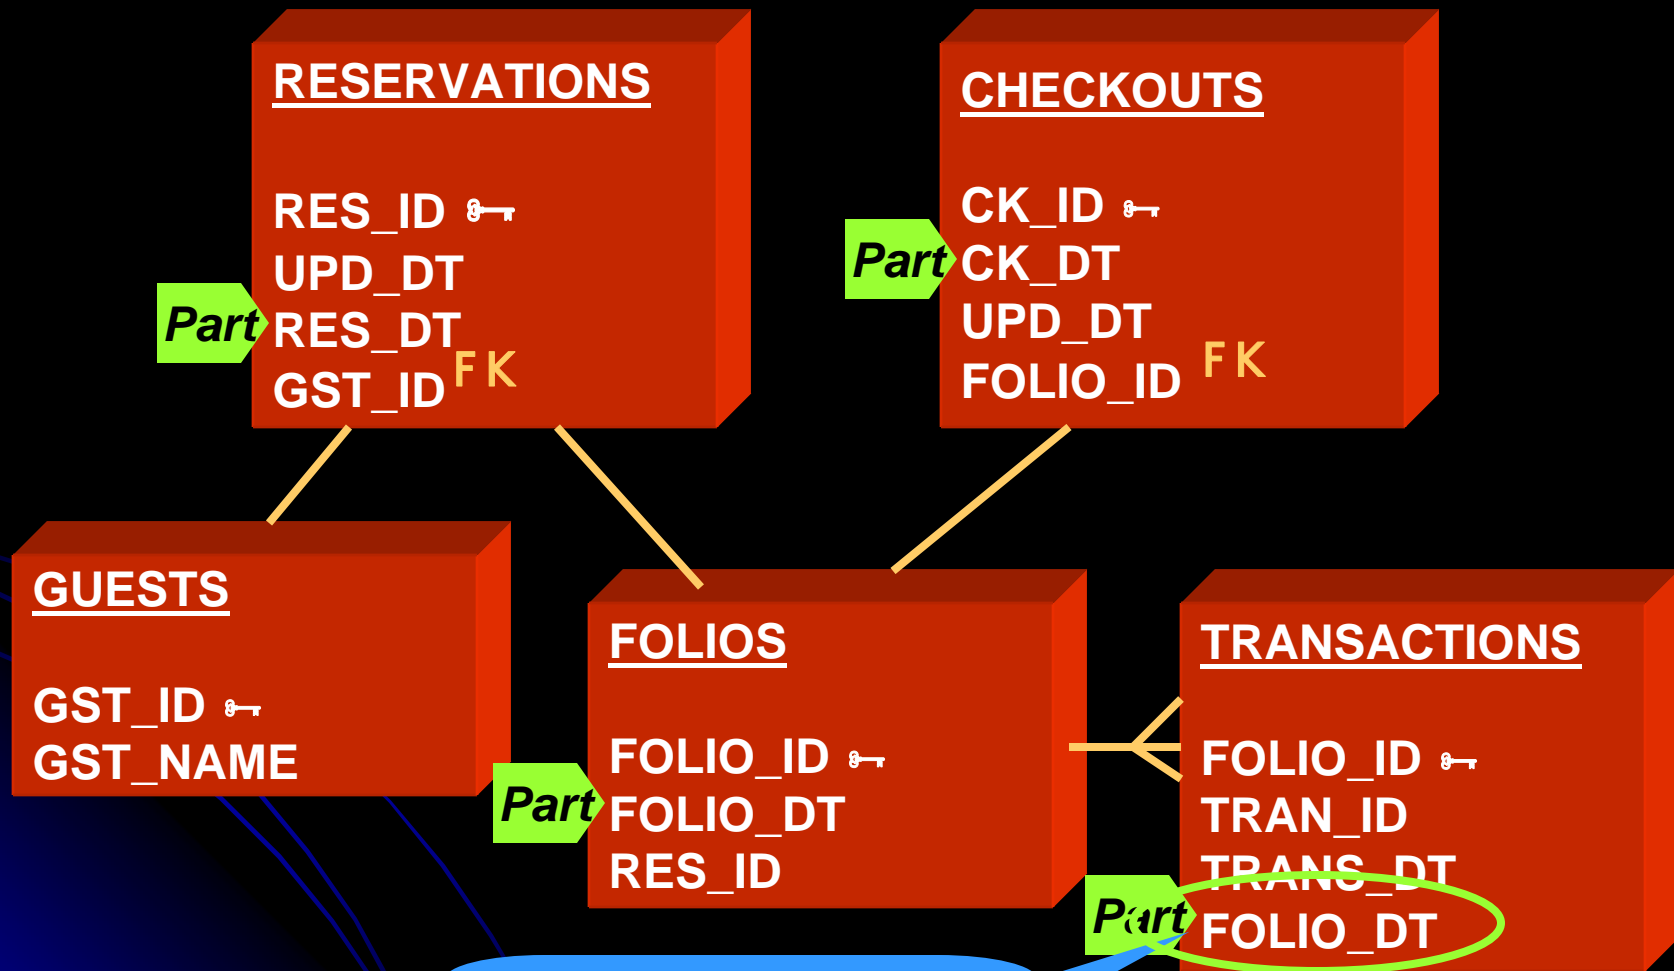 RESERVATIONS
RES_ID
UPD_DT
Part RES_DT
GST_ID FK
CHECKOUTS
CK_ID
Part CK_DT
UPD_DT
FOLIO_ID FK
GUESTS
GST_ID
GST_NAME
FOLIOS
FOLIO_ID
Part FOLIO_DT
RES_ID
TRANSACTIONS
FOLIO_ID
TRAN_ID
TRANS_DT
Part FOLIO_DT